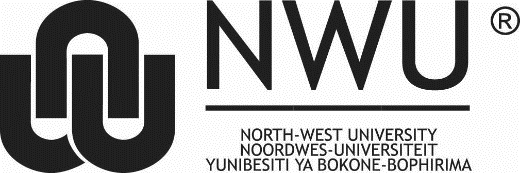 NWU ®
NORTH-WEST UNIVERSITY
NOORDWES-UNIVERSITEIT
YUNIBESITI YA BOKONE-BOPHIRIMA